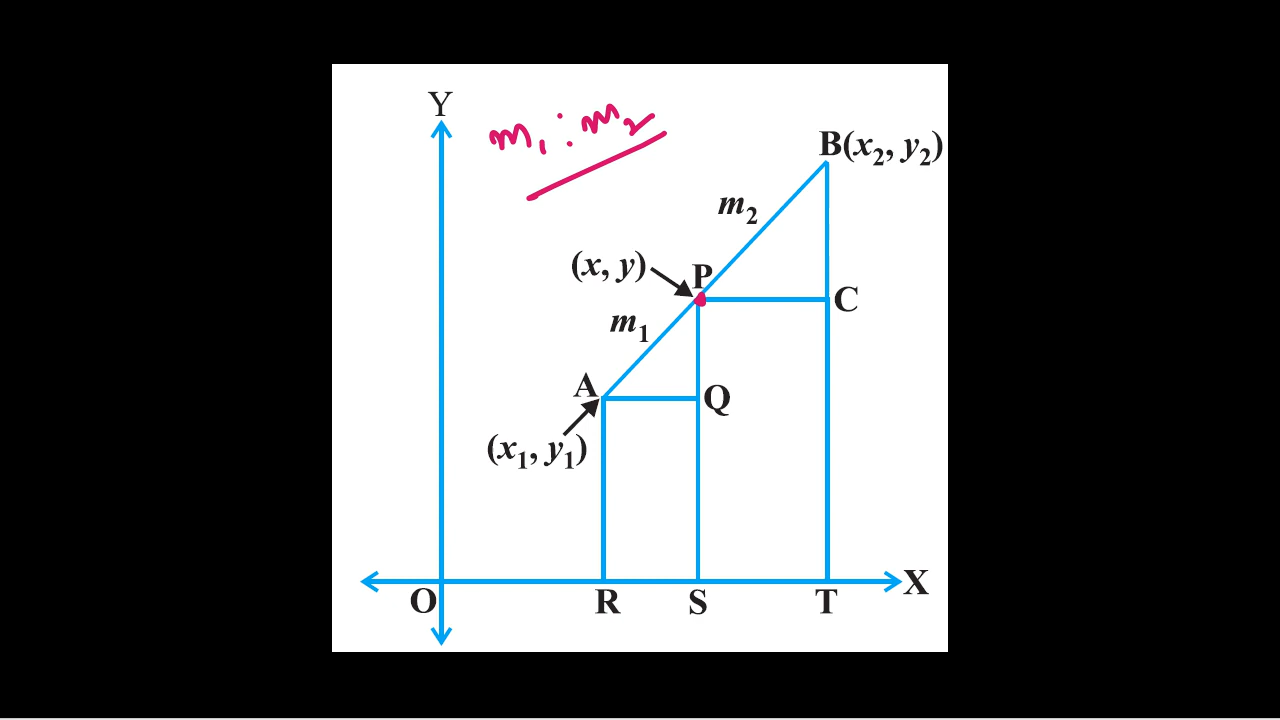 Y
m₁ : m₂
B(x₂, y₂)
m₂
(x, y)
P
C
m₁
A
Q
(x₁, y₁)
X
O
R
S
T